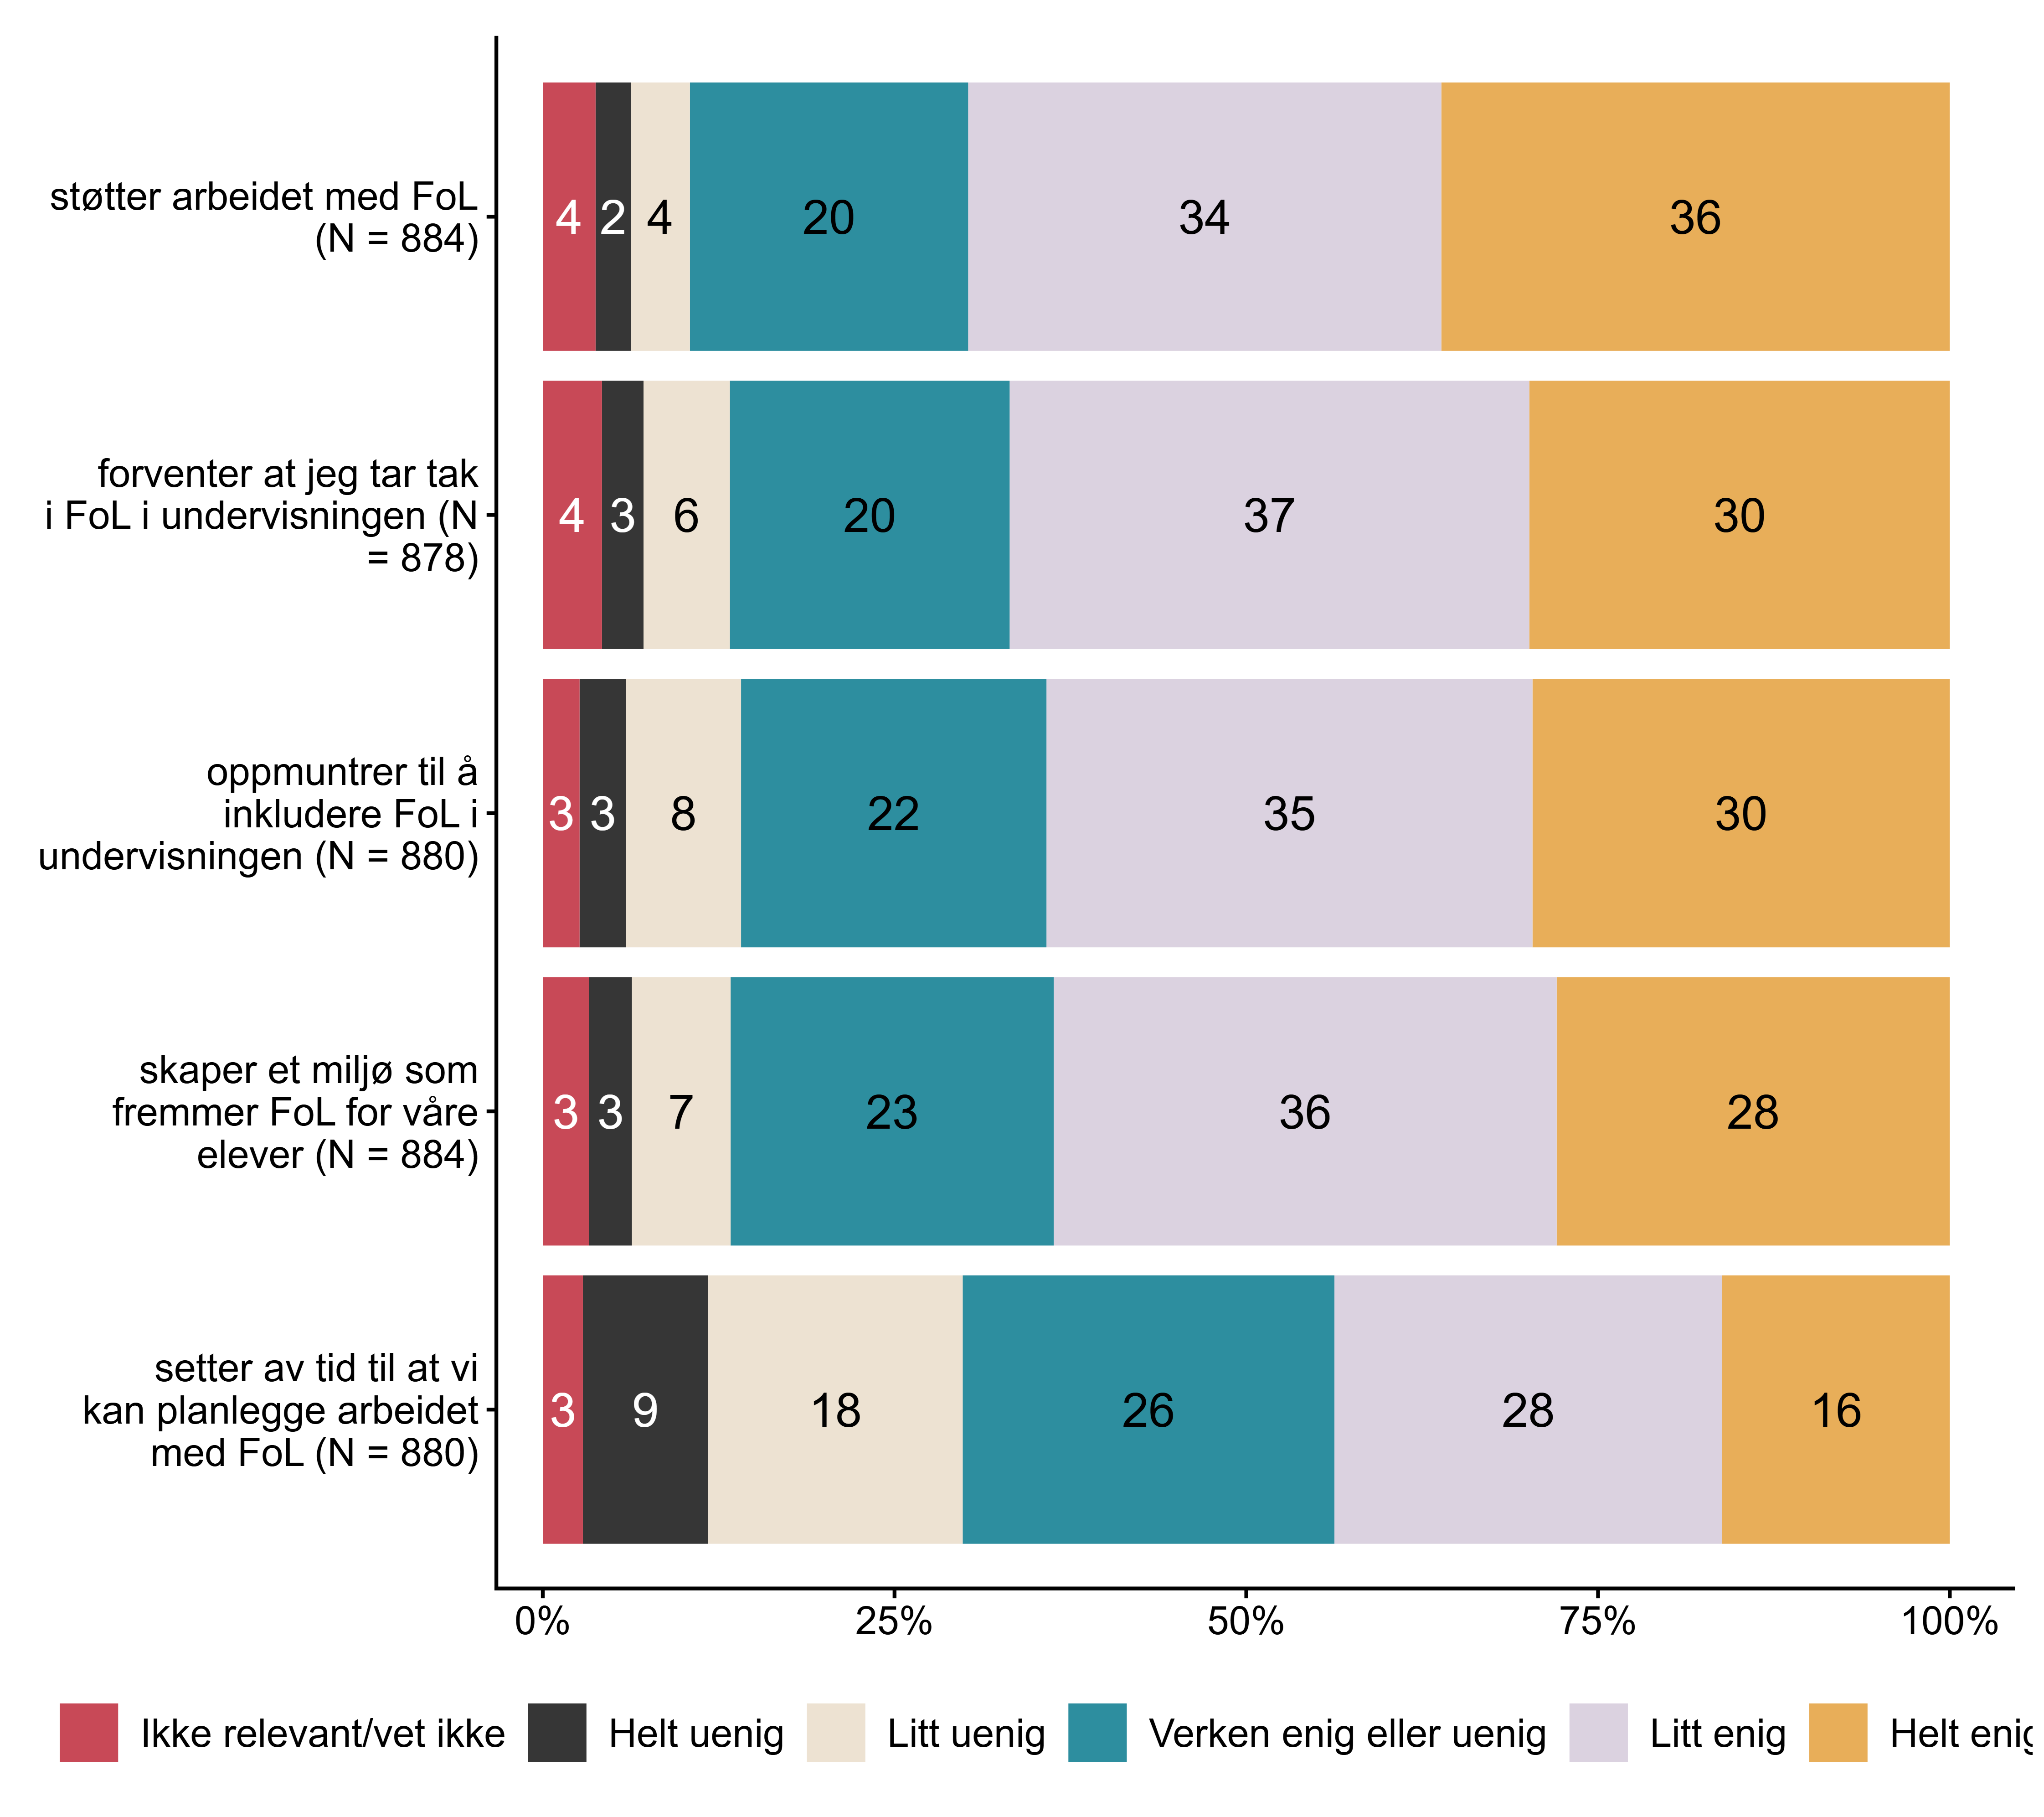 støtter arbeidet med FoL
(N = 884)
4 2 4 20 34 36
forventer at jeg tar tak
i FoL i undervisningen (N
= 878)
4 3 6 20 37 30
oppmuntrer til å
inkludere FoL i
undervisningen (N = 880)
3 3 8 22 35 30
skaper et miljø som
fremmer FoL for våre
elever (N = 884)
3 3 7 23 36 28
setter av tid til at vi
kan planlegge arbeidet
med FoL (N = 880)
3 9 18 26 28 16
0% 25% 50% 75% 100%
Ikke relevant/vet ikke Helt uenig Litt uenig Verken enig eller uenig Litt enig Helt enig